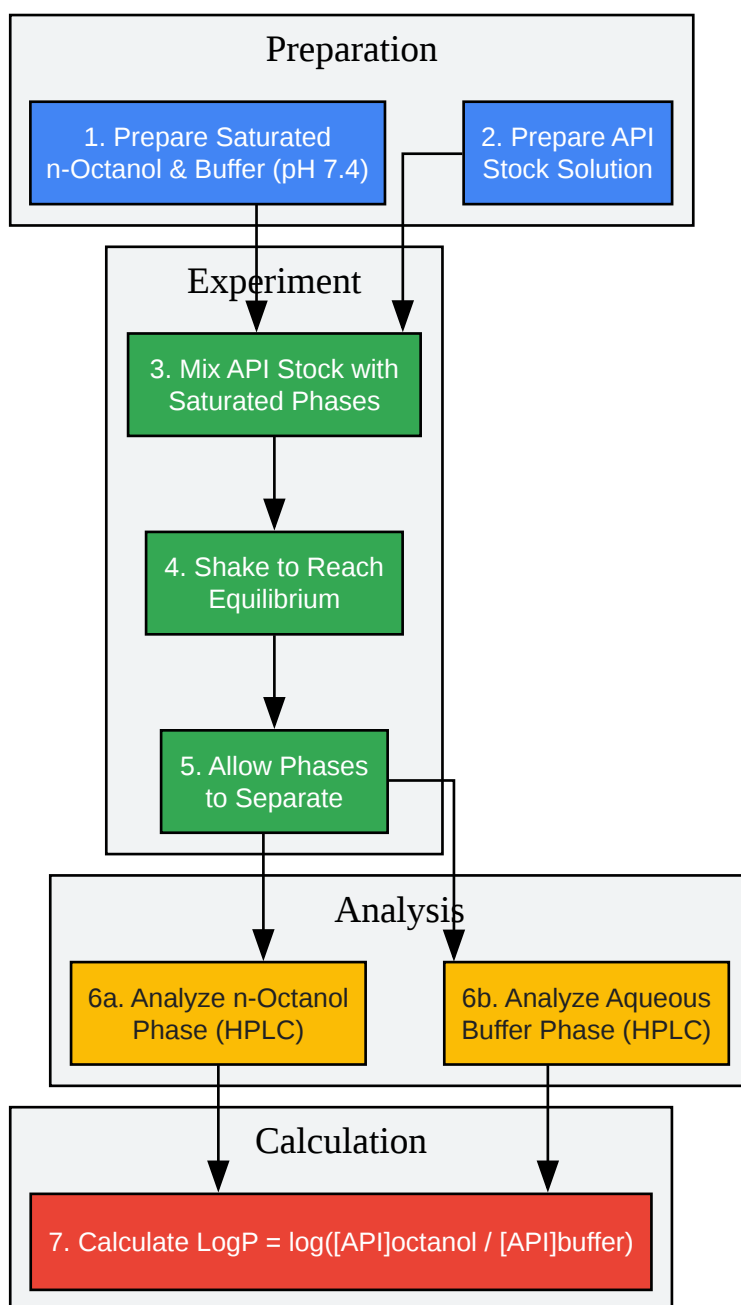 Preparation
1. Prepare Saturated
n-Octanol & Buffer (pH 7.4)
2. Prepare API
Stock Solution
Experiment
3. Mix API Stock with
Saturated Phases
4. Shake to Reach
Equilibrium
5. Allow Phases
to Separate
Analysis
6a. Analyze n-Octanol
Phase (HPLC)
6b. Analyze Aqueous
Buffer Phase (HPLC)
Calculation
7. Calculate LogP = log([API]octanol / [API]buffer)